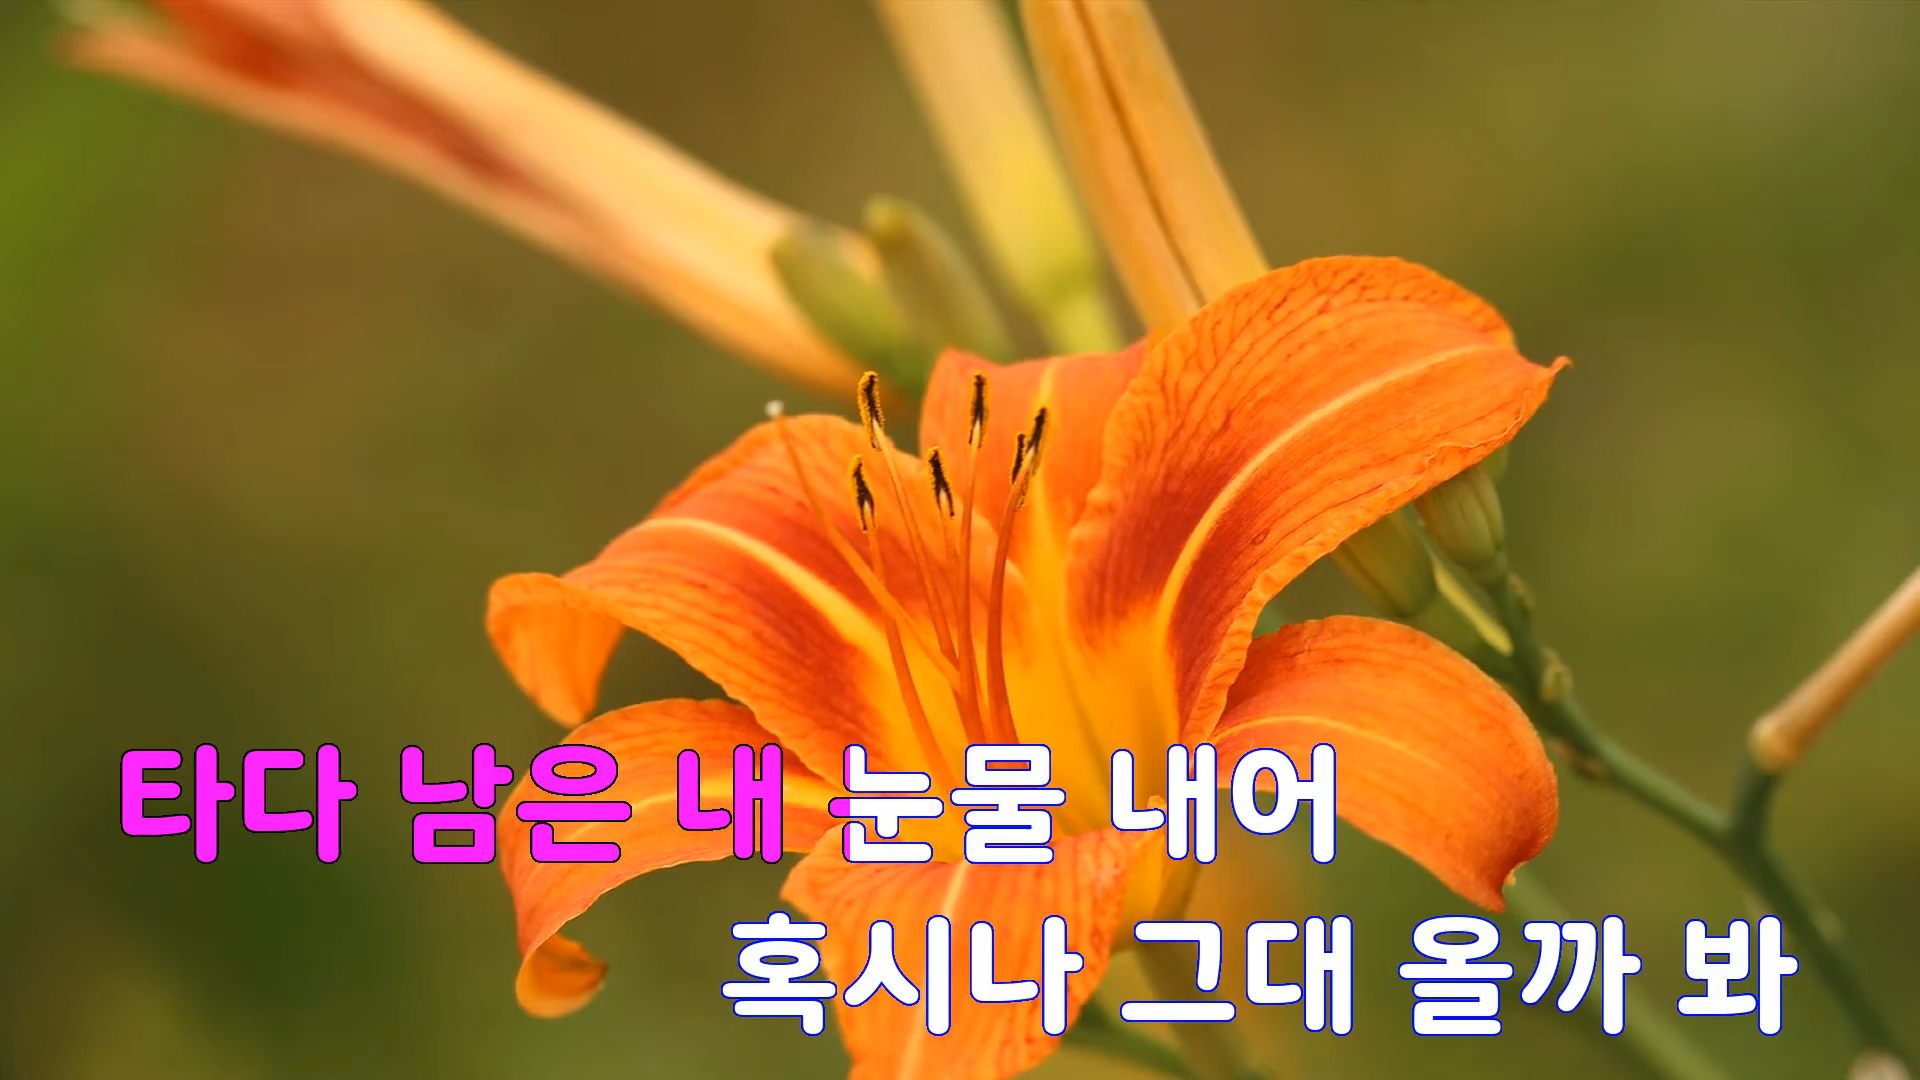 타다 남은 내 눈물 내어
혹시나 그대 올까 봐